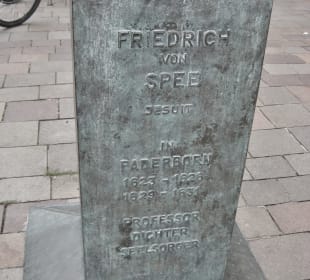 FRIEDRICH
VON
SPEE
JESUIT
IN
PADERBORN
1623 - 1626
1629 - 1631
PROFESSOR
DICHTER
SEELSORGER